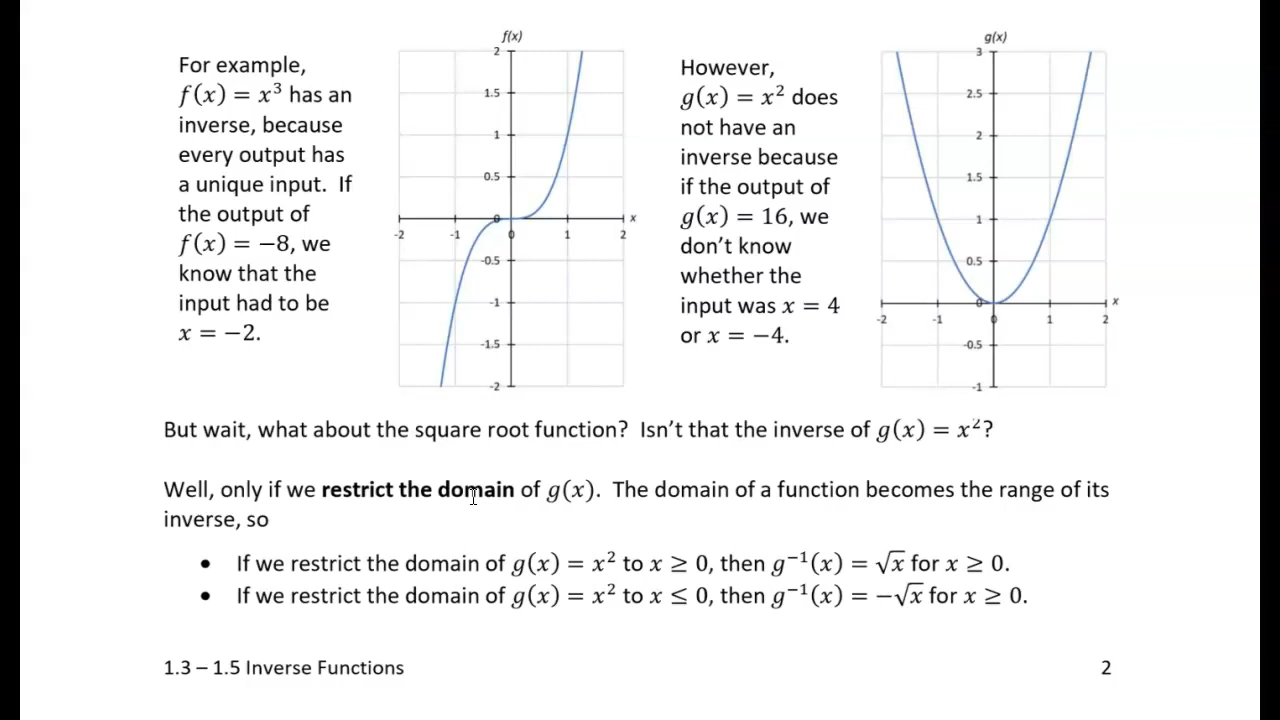 For example,
f(x) = x³ has an
inverse, because
every output has
a unique input. If
the output of
f(x) = −8, we
know that the
input had to be
x = −2.
f(x)
2
1.5
1
0.5
0
-0.5
-1
-1.5
-2
-2 -1 0 1 2
x
However,
g(x) = x² does
not have an
inverse because
if the output of
g(x) = 16, we
don’t know
whether the
input was x = 4
or x = −4.
g(x)
3
2.5
2
1.5
1
0.5
0
-0.5
-1
-2 -1 0 1 2
x
But wait, what about the square root function? Isn’t that the inverse of g(x) = x²?
Well, only if we restrict the domain of g(x). The domain of a function becomes the range of its
inverse, so
• If we restrict the domain of g(x) = x² to x ≥ 0, then g⁻¹(x) = √x for x ≥ 0.
• If we restrict the domain of g(x) = x² to x ≤ 0, then g⁻¹(x) = −√x for x ≥ 0.
1.3 – 1.5 Inverse Functions 2